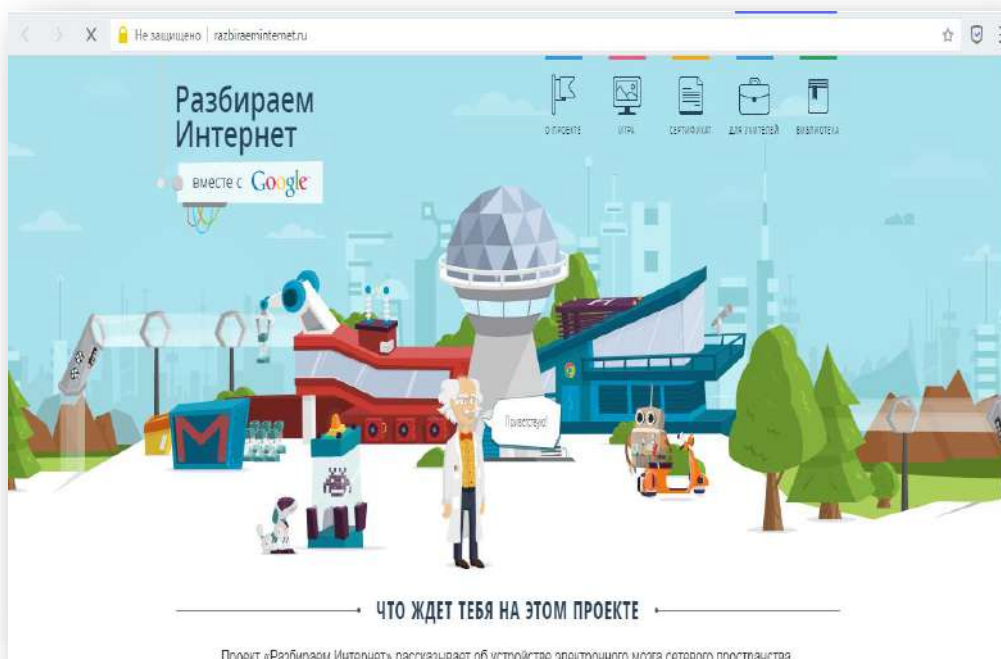 Не защищено | razbiraeminternet.ru
Разбираем
Интернет
вместе с Google
О ПРОЕКТЕ
ИГРА
СЕРТИФИКАТ
ДЛЯ УЧИТЕЛЕЙ
БИБЛИОТЕКА
Приветствую!
ЧТО ЖДЕТ ТЕБЯ НА ЭТОМ ПРОЕКТЕ
Проект «Разбираем Интернет» рассказывает об устройстве электронного мозга сетевого пространства